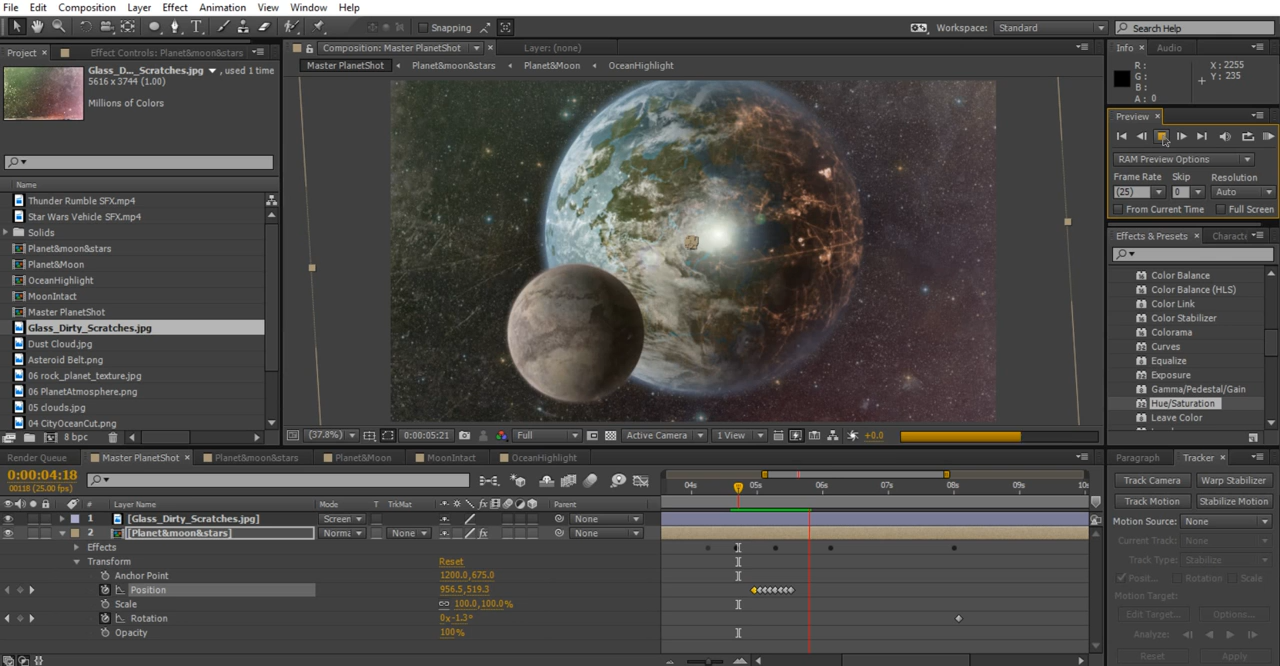 File Edit Composition Layer Effect Animation View Window Help
Snapping Workspace: Standard Search Help
Project Effect Controls: Planet&moon&stars
Glass_D..._Scratches.jpg , used 1 time
5616 x 3744 (1.00)
Millions of Colors
Name
Thunder Rumble SFX.mp4
Star Wars Vehicle SFX.mp4
Solids
Planet&moon&stars
Planet&Moon
OceanHighlight
MoonIntact
Master PlanetShot
Glass_Dirty_Scratches.jpg
Dust Cloud.jpg
Asteroid Belt.png
06 rock_planet_texture.jpg
06 PlanetAtmosphere.png
05 clouds.jpg
04 CityOceanCut.png
8 bpc
Composition: Master PlanetShot Layer: (none)
Master PlanetShot Planet&moon&stars Planet&Moon OceanHighlight
(37.8%) 0:00:05:21 Full Active Camera 1 View +0.0
Info Audio
R : X : 2255
G : Y : 235
B :
A : 0
Preview
RAM Preview Options
Frame Rate Skip Resolution
(25) 0 Auto
From Current Time Full Screen
Effects & Presets Charact
Color Balance
Color Balance (HLS)
Color Link
Color Stabilizer
Colorama
Curves
Equalize
Exposure
Gamma/Pedestal/Gain
Hue/Saturation
Leave Color
Render Queue Master PlanetShot Planet&moon&stars Planet&Moon MoonIntact OceanHighlight
0:00:04:18
00118 (25.00 fps)
04s 05s 06s 07s 08s 09s 10s
# Layer Name Mode T TrkMat Parent
1 [Glass_Dirty_Scratches.jpg] Screen None
2 [Planet&moon&stars] Norma None fx None
Effects
Transform Reset
Anchor Point 1200.0,675.0
Position 956.5,519.3
Scale 100.0,100.0%
Rotation 0x-1.3°
Opacity 100%
Paragraph Tracker
Track Camera Warp Stabilizer
Track Motion Stabilize Motion
Motion Source: None
Current Track: None
Track Type: Stabilize
Posit... Rotation Scale
Motion Target:
Edit Target... Options...
Analyze:
Reset Apply